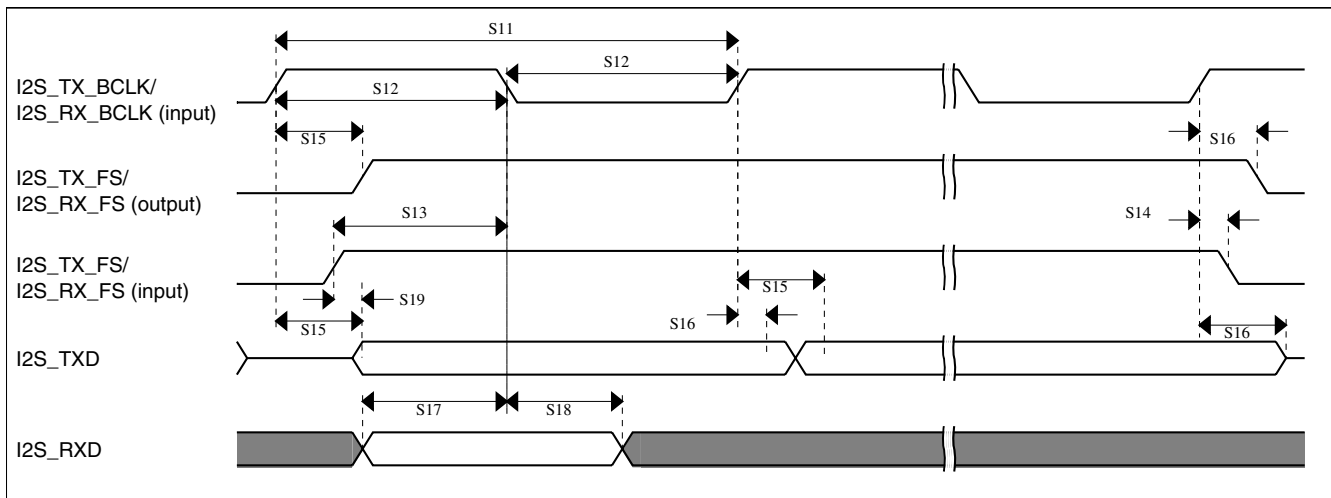 S11
I2S_TX_BCLK/
I2S_RX_BCLK (input)
S12
S12
S15
S16
I2S_TX_FS/
I2S_RX_FS (output)
S13
S14
I2S_TX_FS/
I2S_RX_FS (input)
S19
S15
S15
S16
S16
I2S_TXD
S17
S18
I2S_RXD